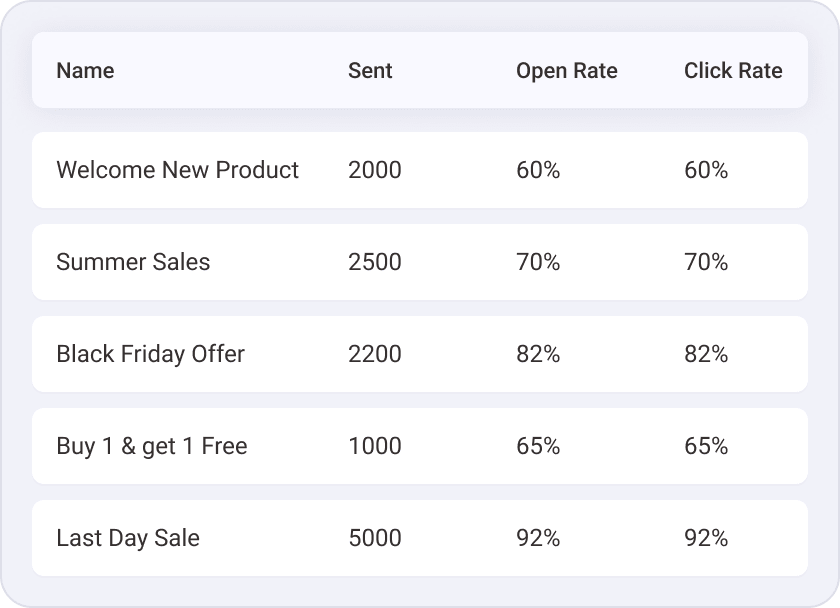 Name Sent Open Rate Click Rate
Welcome New Product 2000 60% 60%
Summer Sales 2500 70% 70%
Black Friday Offer 2200 82% 82%
Buy 1 & get 1 Free 1000 65% 65%
Last Day Sale 5000 92% 92%